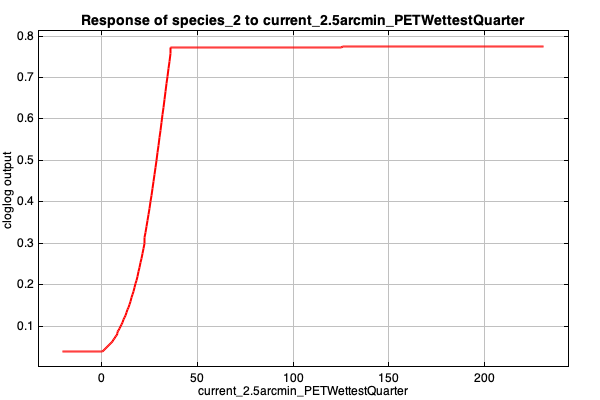 Response of species_2 to current_2.5arcmin_PETWettestQuarter
0.8
0.7
0.6
0.5
0.4
0.3
0.2
0.1
cloglog output
0 50 100 150 200
current_2.5arcmin_PETWettestQuarter